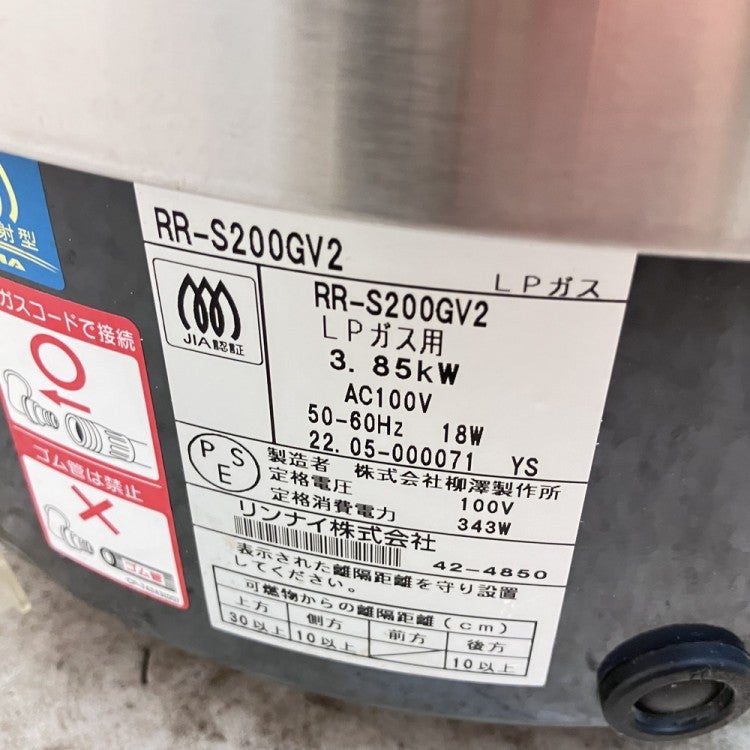 RR-S200GV2
LPガス
JIA認証
RR-S200GV2
LPガス用
3.85kW
AC100V
50-60Hz 18W
22.05-000071 YS
PSE
製造者 株式会社柳澤製作所
定格電圧 100V
定格消費電力 343W
リンナイ株式会社
42-4850
表示された離隔距離を守り設置
してください。
可燃物からの離隔距離(cm)
上方 側方 前方 後方
30以上 10以上 10以上
射型
ガスコードで接続
ゴム管は禁止
ゴム管